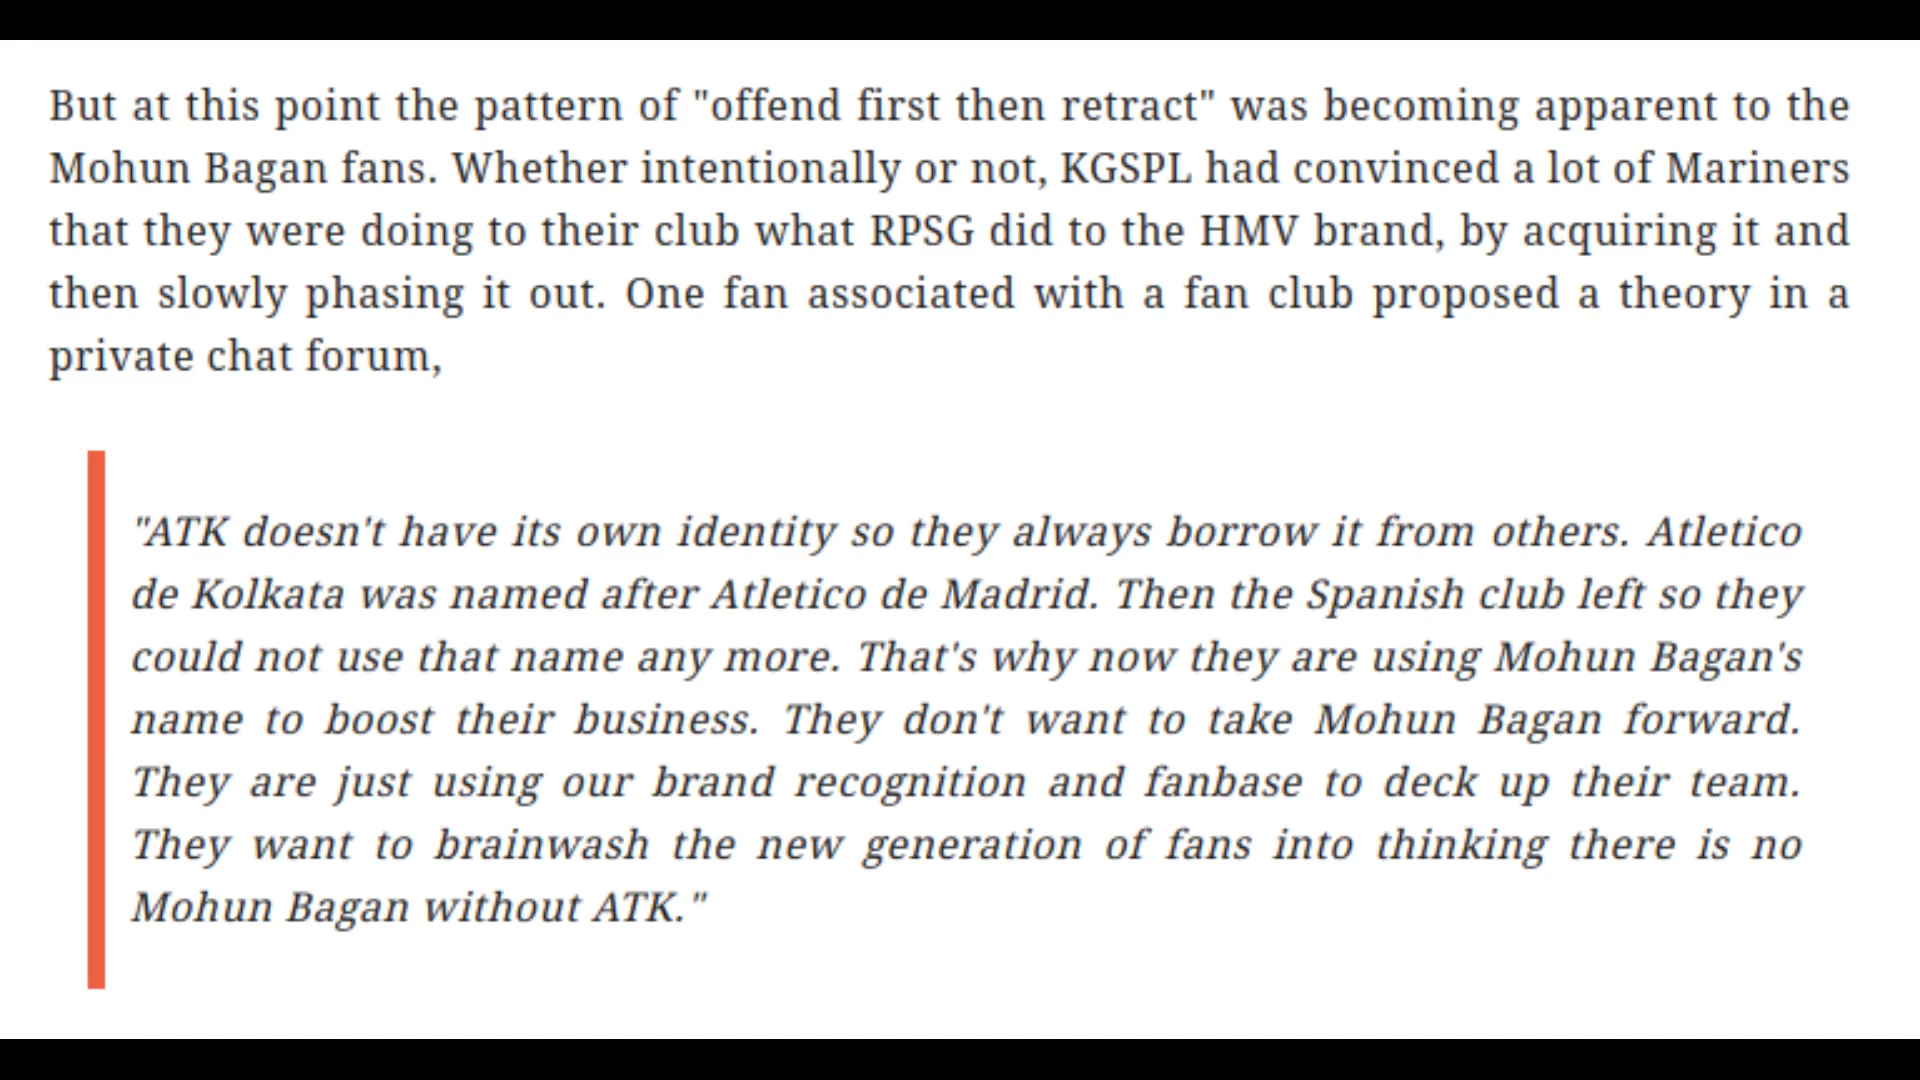 But at this point the pattern of "offend first then retract" was becoming apparent to the
Mohun Bagan fans. Whether intentionally or not, KGSPL had convinced a lot of Mariners
that they were doing to their club what RPSG did to the HMV brand, by acquiring it and
then slowly phasing it out. One fan associated with a fan club proposed a theory in a
private chat forum,
"ATK doesn't have its own identity so they always borrow it from others. Atletico
de Kolkata was named after Atletico de Madrid. Then the Spanish club left so they
could not use that name any more. That's why now they are using Mohun Bagan's
name to boost their business. They don't want to take Mohun Bagan forward.
They are just using our brand recognition and fanbase to deck up their team.
They want to brainwash the new generation of fans into thinking there is no
Mohun Bagan without ATK."